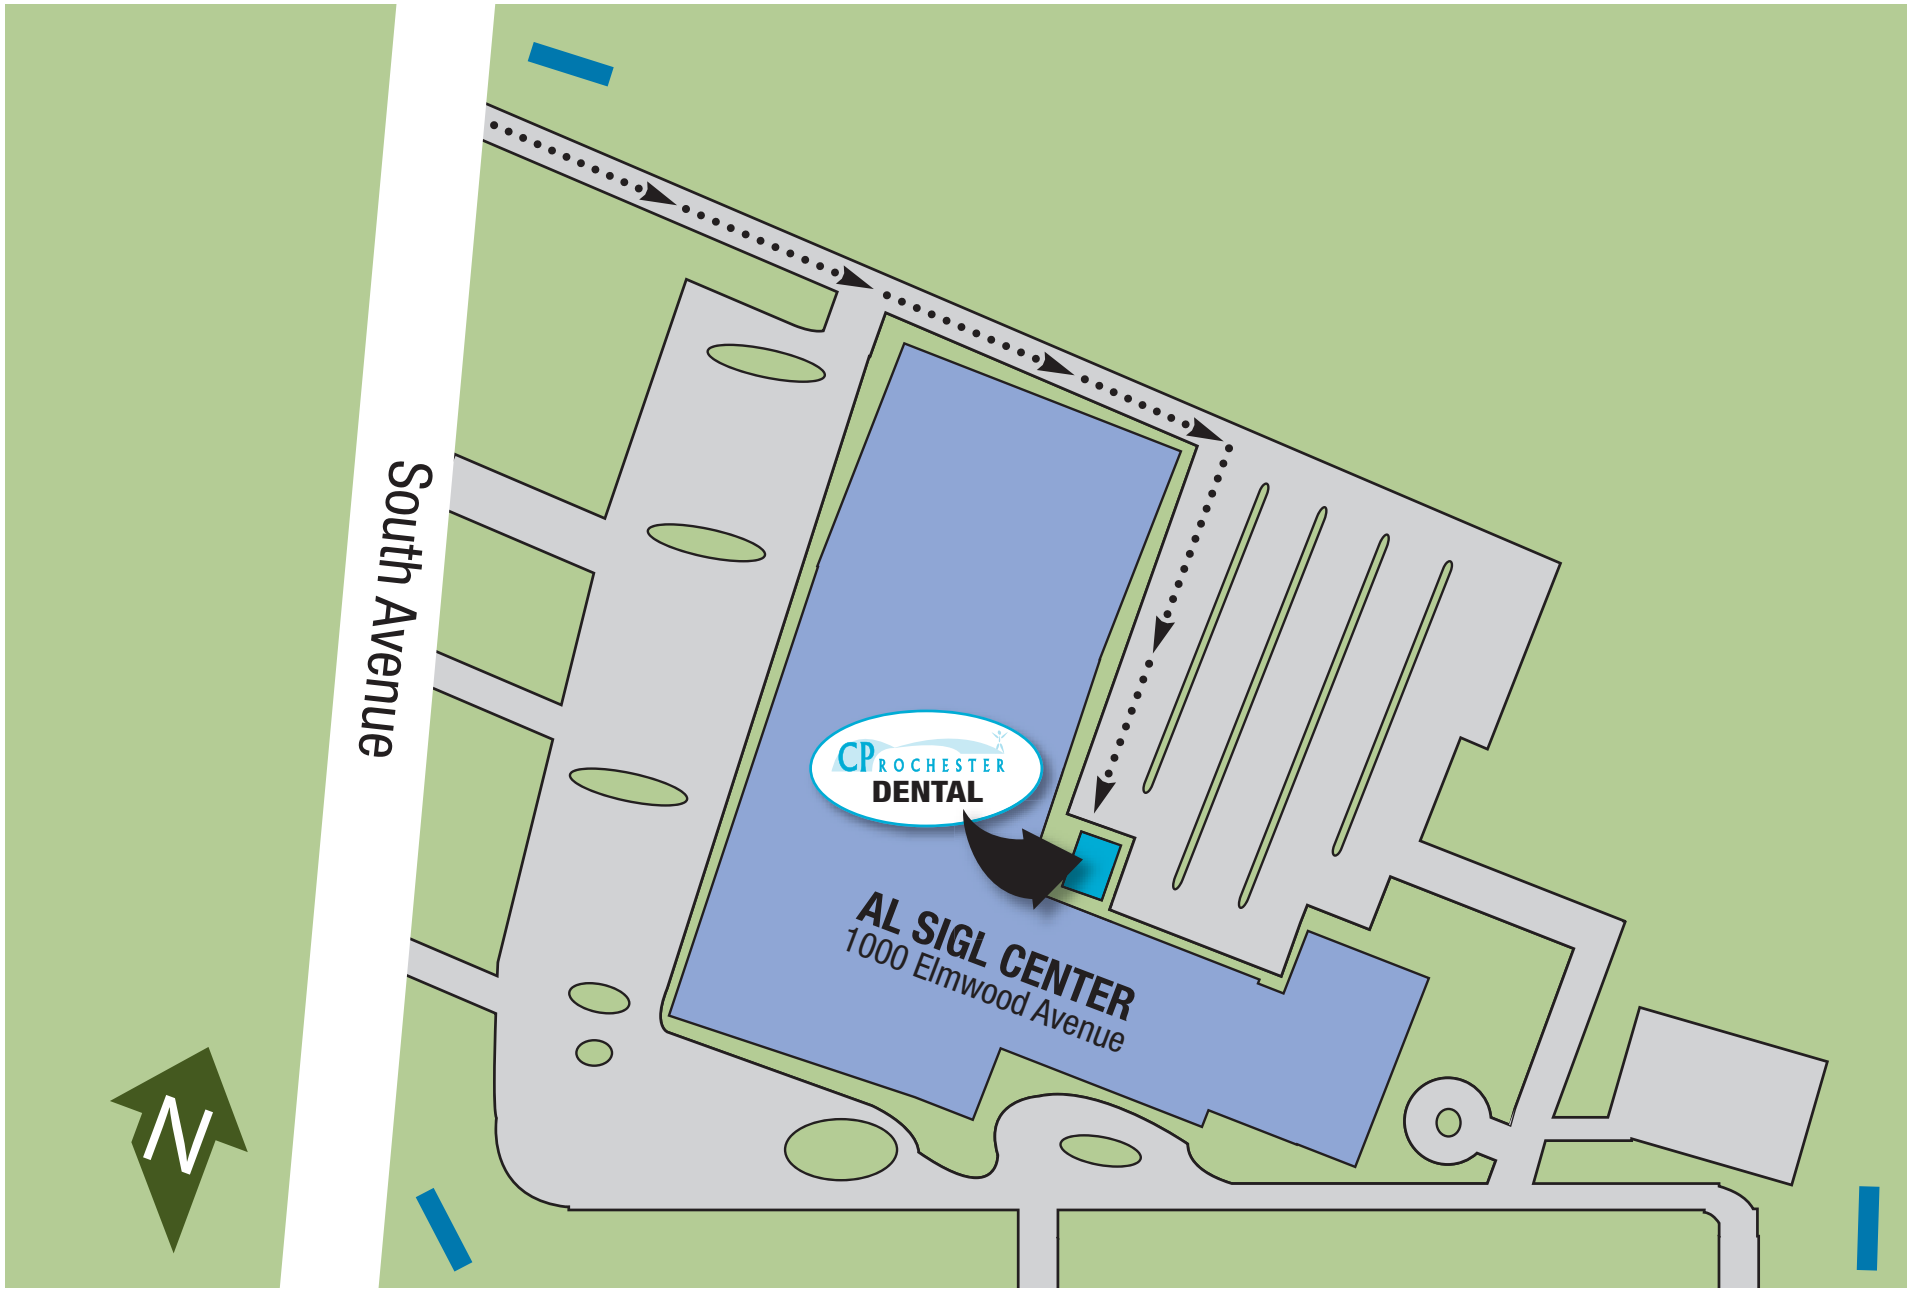 South Avenue
CP ROCHESTER
DENTAL
AL SIGL CENTER
1000 Elmwood Avenue
N